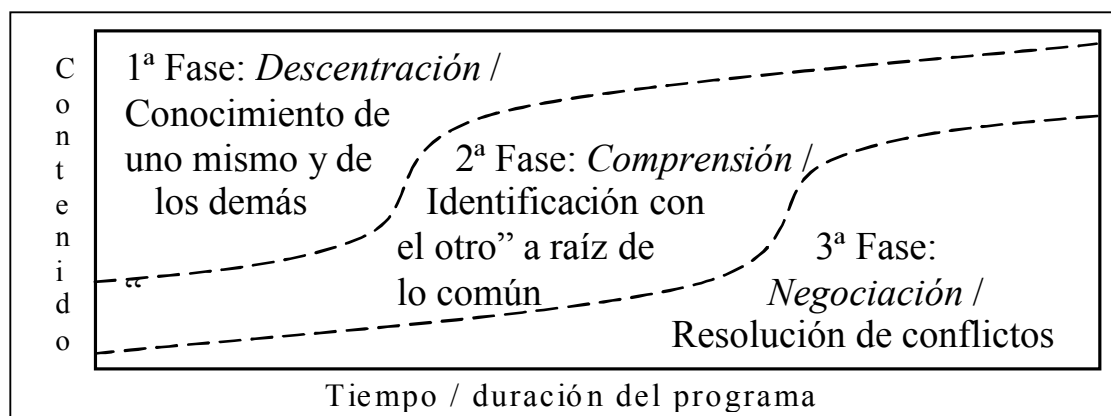 Contenido
1ª Fase: Descentración /
Conocimiento de
uno mismo y de
los demás
2ª Fase: Comprensión /
Identificación con
el otro” a raíz de
lo común
“
3ª Fase:
Negociación /
Resolución de conflictos
Tiempo / duración del programa